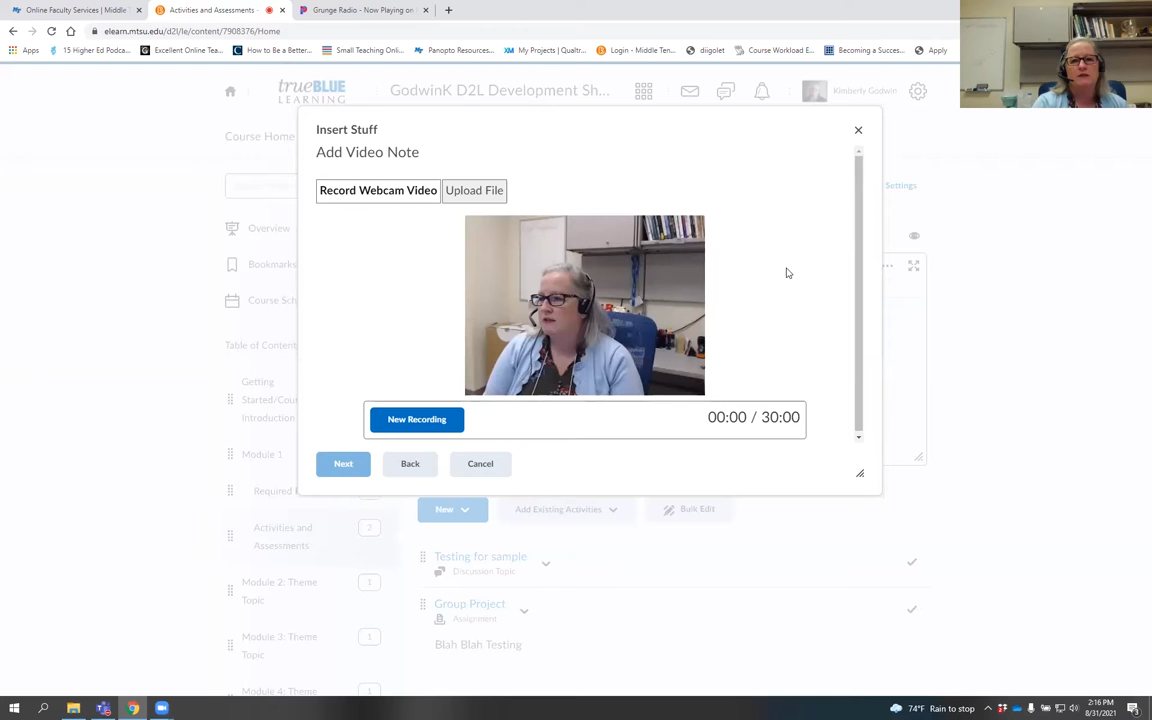 Online Faculty Services | Middle
Activities and Assessments -
Grunge Radio - Now Playing on
elearn.mtsu.edu/d2l/le/content/7908376/Home
Apps
15 Higher Ed Podca...
Excellent Online Tea...
How to Be a Better...
Small Teaching Onli...
Panopto Resources...
My Projects | Qualtr...
Login - Middle Ten...
diigolet
Course Workload E...
Becoming a Succes...
Apply
trueBLUE
LEARNING
GodwinK D2L Development Sh...
Kimberly Godwin
Course Home
Insert Stuff
Add Video Note
Record Webcam Video
Upload File
Settings
Overview
Bookmarks
Course Sch
Table of Conten
Getting
Started/Cour
Introduction
Module 1
Required
Activities and
Assessments
2
Module 2: Theme
Topic
1
Module 3: Theme
Topic
1
Module 4: Theme
1
New Recording
00:00 / 30:00
Next
Back
Cancel
New
Add Existing Activities
Bulk Edit
Testing for sample
Discussion Topic
Group Project
Assignment
Blah Blah Testing
74°F Rain to stop
2:16 PM
8/31/2021